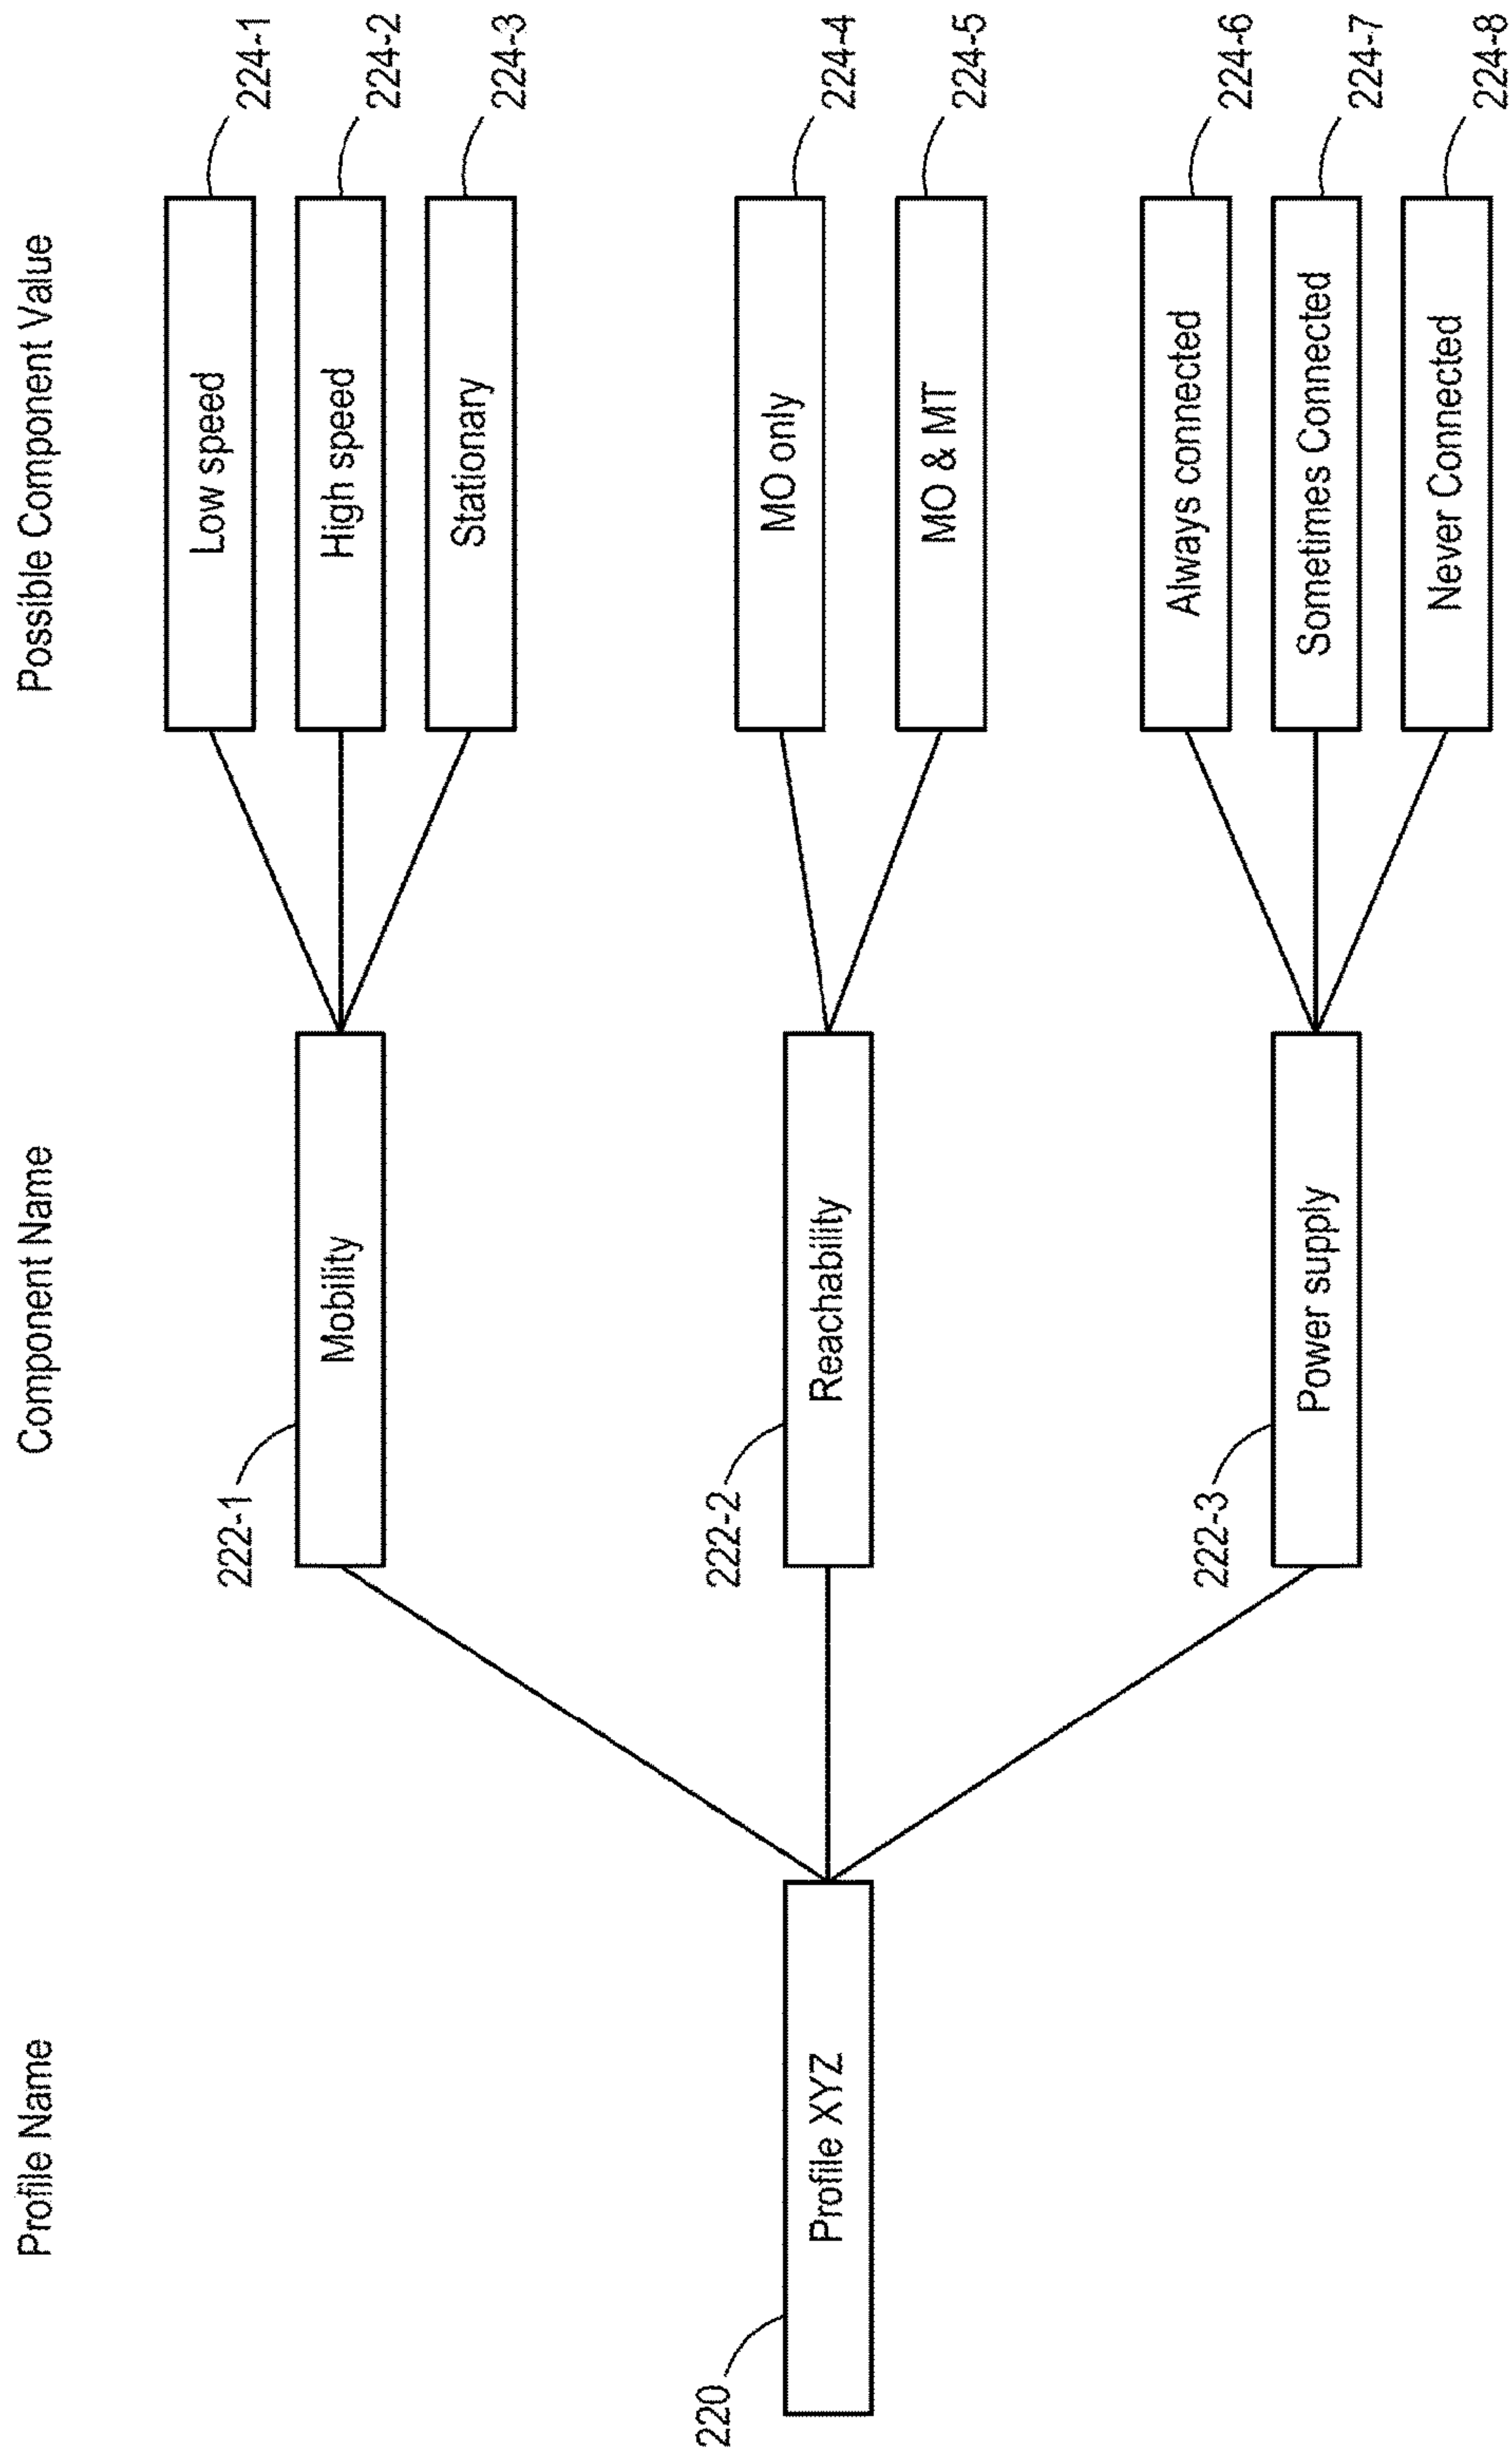 Profile Name
Component Name
Possible Component Value
220
Profile XYZ
222-1
Mobility
222-2
Reachability
222-3
Power supply
Low speed
224-1
High speed
224-2
Stationary
224-3
MO only
224-4
MO & MT
224-5
Always connected
224-6
Sometimes Connected
224-7
Never Connected
224-8